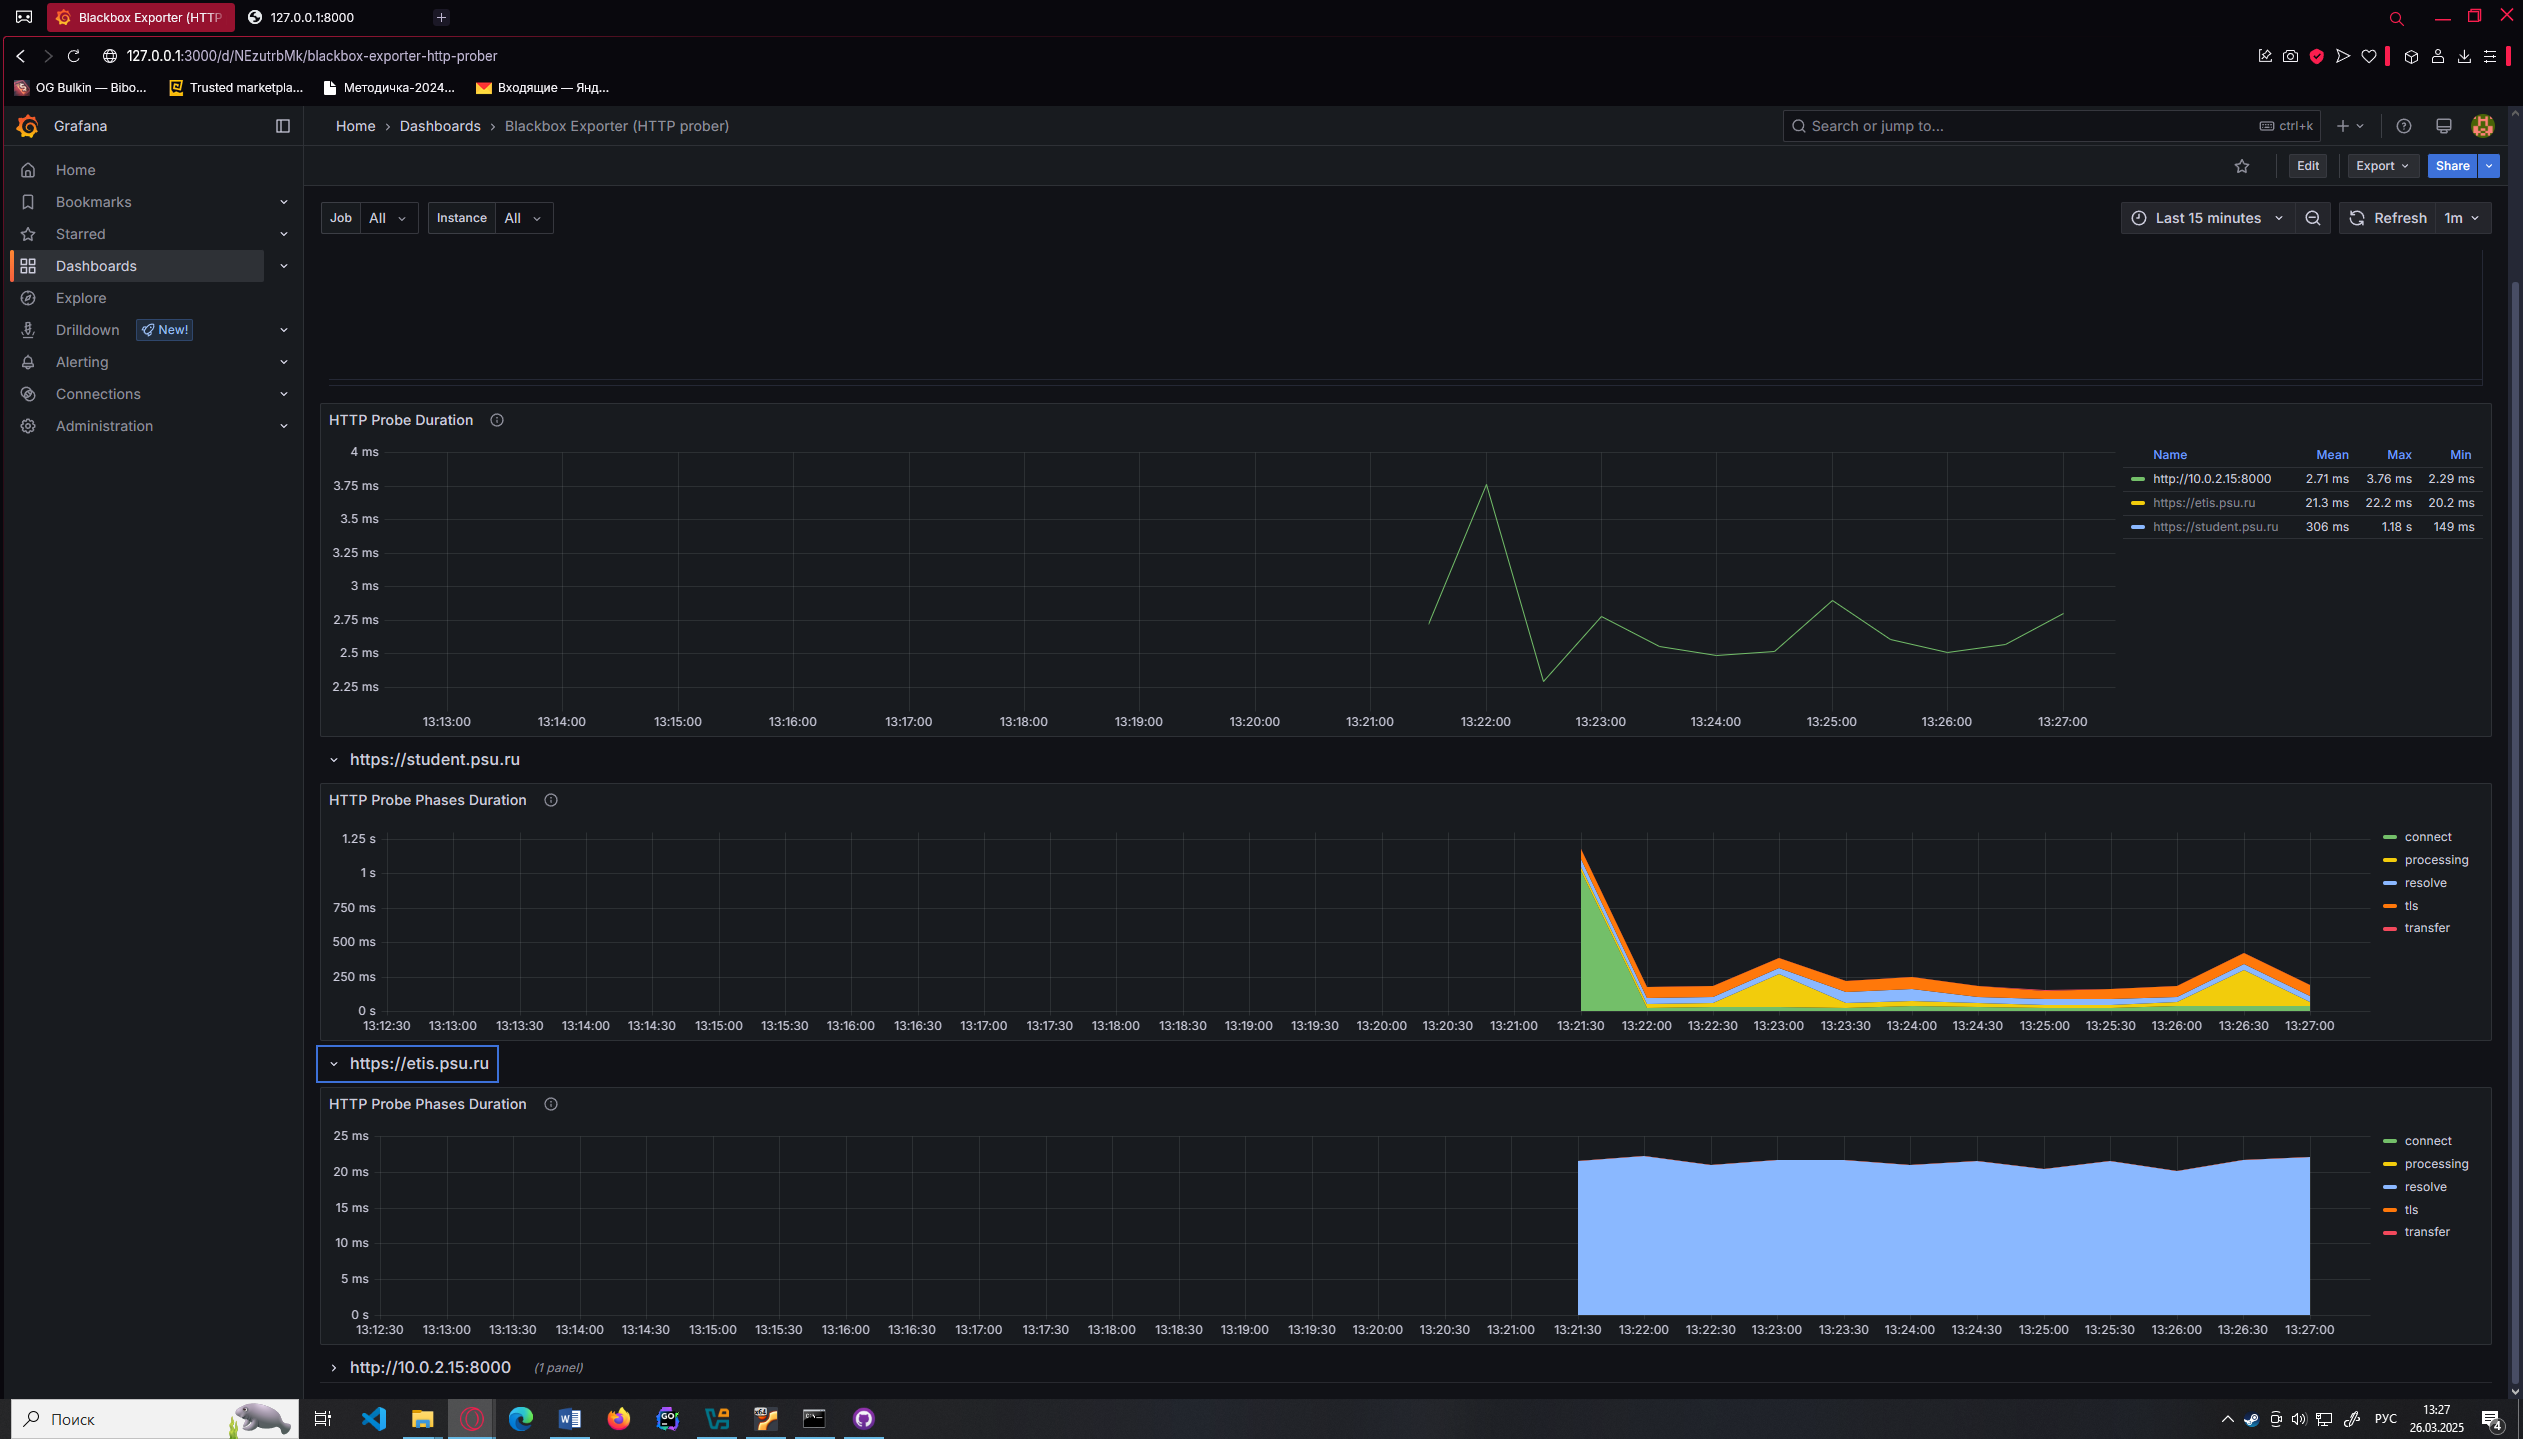 Blackbox Exporter (HTTP
127.0.0.1:8000
127.0.0.1:3000/d/NEzutrbMk/blackbox-exporter-http-prober
OG Bulkin — Bibo...
Trusted marketpla...
Методичка-2024...
Входящие — Янд...
Grafana
Home › Dashboards › Blackbox Exporter (HTTP prober)
Search or jump to...
ctrl+k
Home
Bookmarks
Starred
Dashboards
Explore
Drilldown New!
Alerting
Connections
Administration
Edit
Export
Share
Job All
Instance All
Last 15 minutes
Refresh 1m
HTTP Probe Duration
4 ms
3.75 ms
3.5 ms
3.25 ms
3 ms
2.75 ms
2.5 ms
2.25 ms
13:13:00 13:14:00 13:15:00 13:16:00 13:17:00 13:18:00 13:19:00 13:20:00 13:21:00 13:22:00 13:23:00 13:24:00 13:25:00 13:26:00 13:27:00
Name Mean Max Min
http://10.0.2.15:8000 2.71 ms 3.76 ms 2.29 ms
https://etis.psu.ru 21.3 ms 22.2 ms 20.2 ms
https://student.psu.ru 306 ms 1.18 s 149 ms
https://student.psu.ru
HTTP Probe Phases Duration
1.25 s
1 s
750 ms
500 ms
250 ms
0 s
13:12:30 13:13:00 13:13:30 13:14:00 13:14:30 13:15:00 13:15:30 13:16:00 13:16:30 13:17:00 13:17:30 13:18:00 13:18:30 13:19:00 13:19:30 13:20:00 13:20:30 13:21:00 13:21:30 13:22:00 13:22:30 13:23:00 13:23:30 13:24:00 13:24:30 13:25:00 13:25:30 13:26:00 13:26:30 13:27:00
connect
processing
resolve
tls
transfer
https://etis.psu.ru
HTTP Probe Phases Duration
25 ms
20 ms
15 ms
10 ms
5 ms
0 s
13:12:30 13:13:00 13:13:30 13:14:00 13:14:30 13:15:00 13:15:30 13:16:00 13:16:30 13:17:00 13:17:30 13:18:00 13:18:30 13:19:00 13:19:30 13:20:00 13:20:30 13:21:00 13:21:30 13:22:00 13:22:30 13:23:00 13:23:30 13:24:00 13:24:30 13:25:00 13:25:30 13:26:00 13:26:30 13:27:00
connect
processing
resolve
tls
transfer
http://10.0.2.15:8000 (1 panel)
Поиск
GO
x64
РУС
13:27
26.03.2025
4